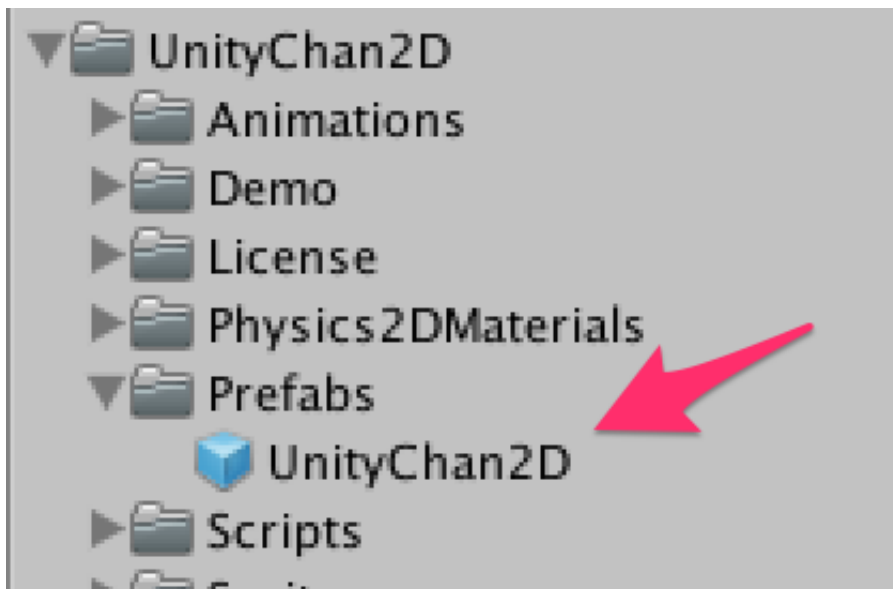 UnityChan2D
Animations
Demo
License
Physics2DMaterials
Prefabs
UnityChan2D
Scripts